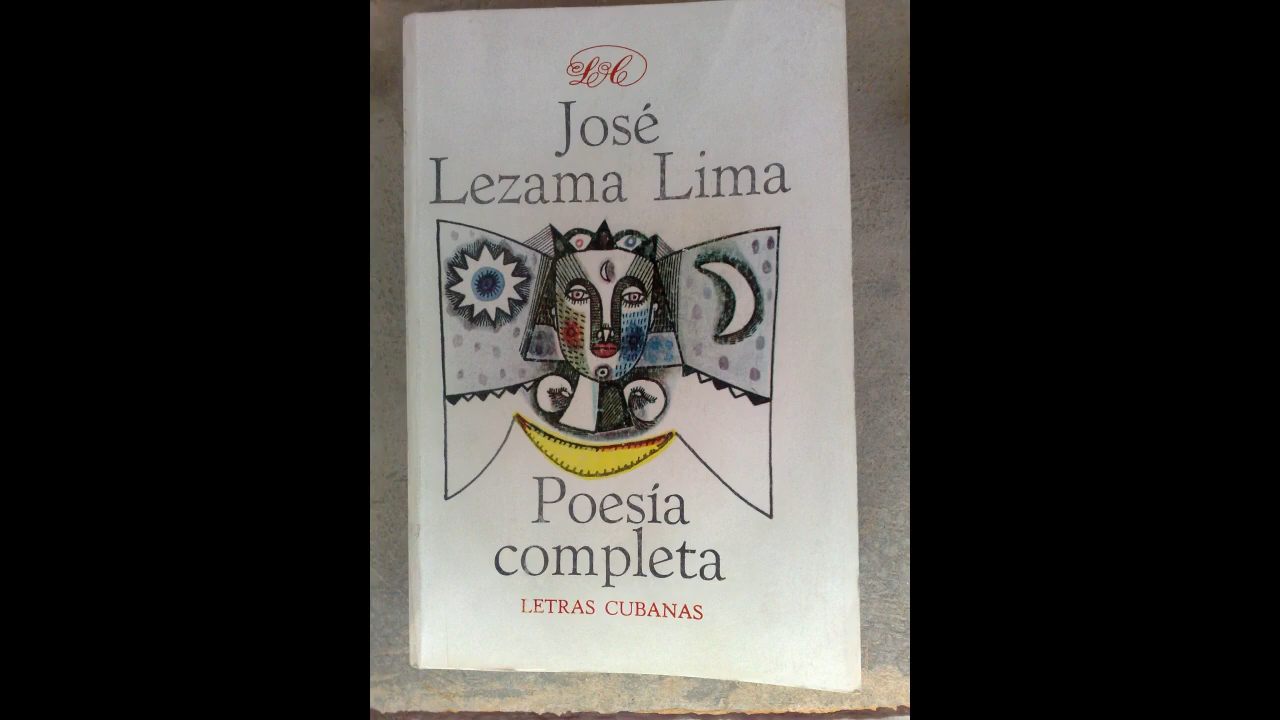 LC
José
Lezama Lima
Poesía
completa
LETRAS CUBANAS